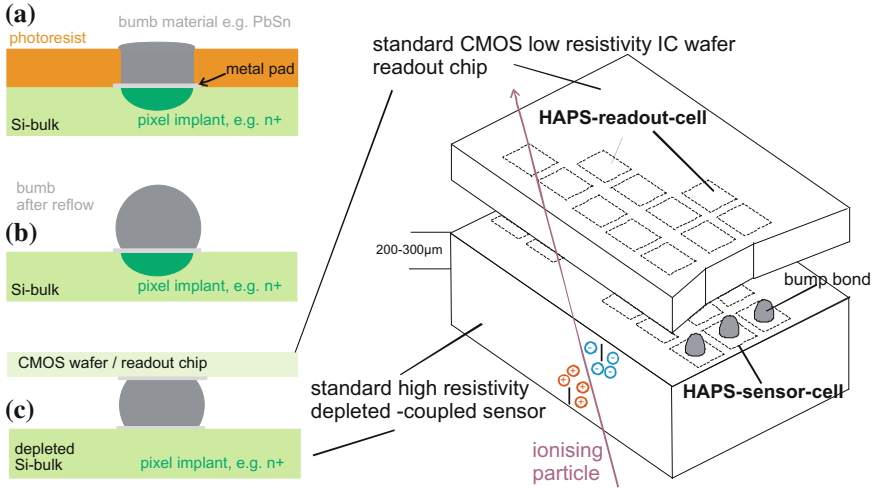 (a)
bumb material e.g. PbSn
photoresist
metal pad
Si-bulk
pixel implant, e.g. n+
bumb
after reflow
(b)
Si-bulk
pixel implant, e.g. n+
CMOS wafer / readout chip
(c)
depleted
Si-bulk
pixel implant, e.g. n+
standard CMOS low resistivity IC wafer
readout chip
HAPS-readout-cell
200-300µm
bump bond
HAPS-sensor-cell
standard high resistivity
depleted -coupled sensor
ionising
particle
- - - -
+ + + + +